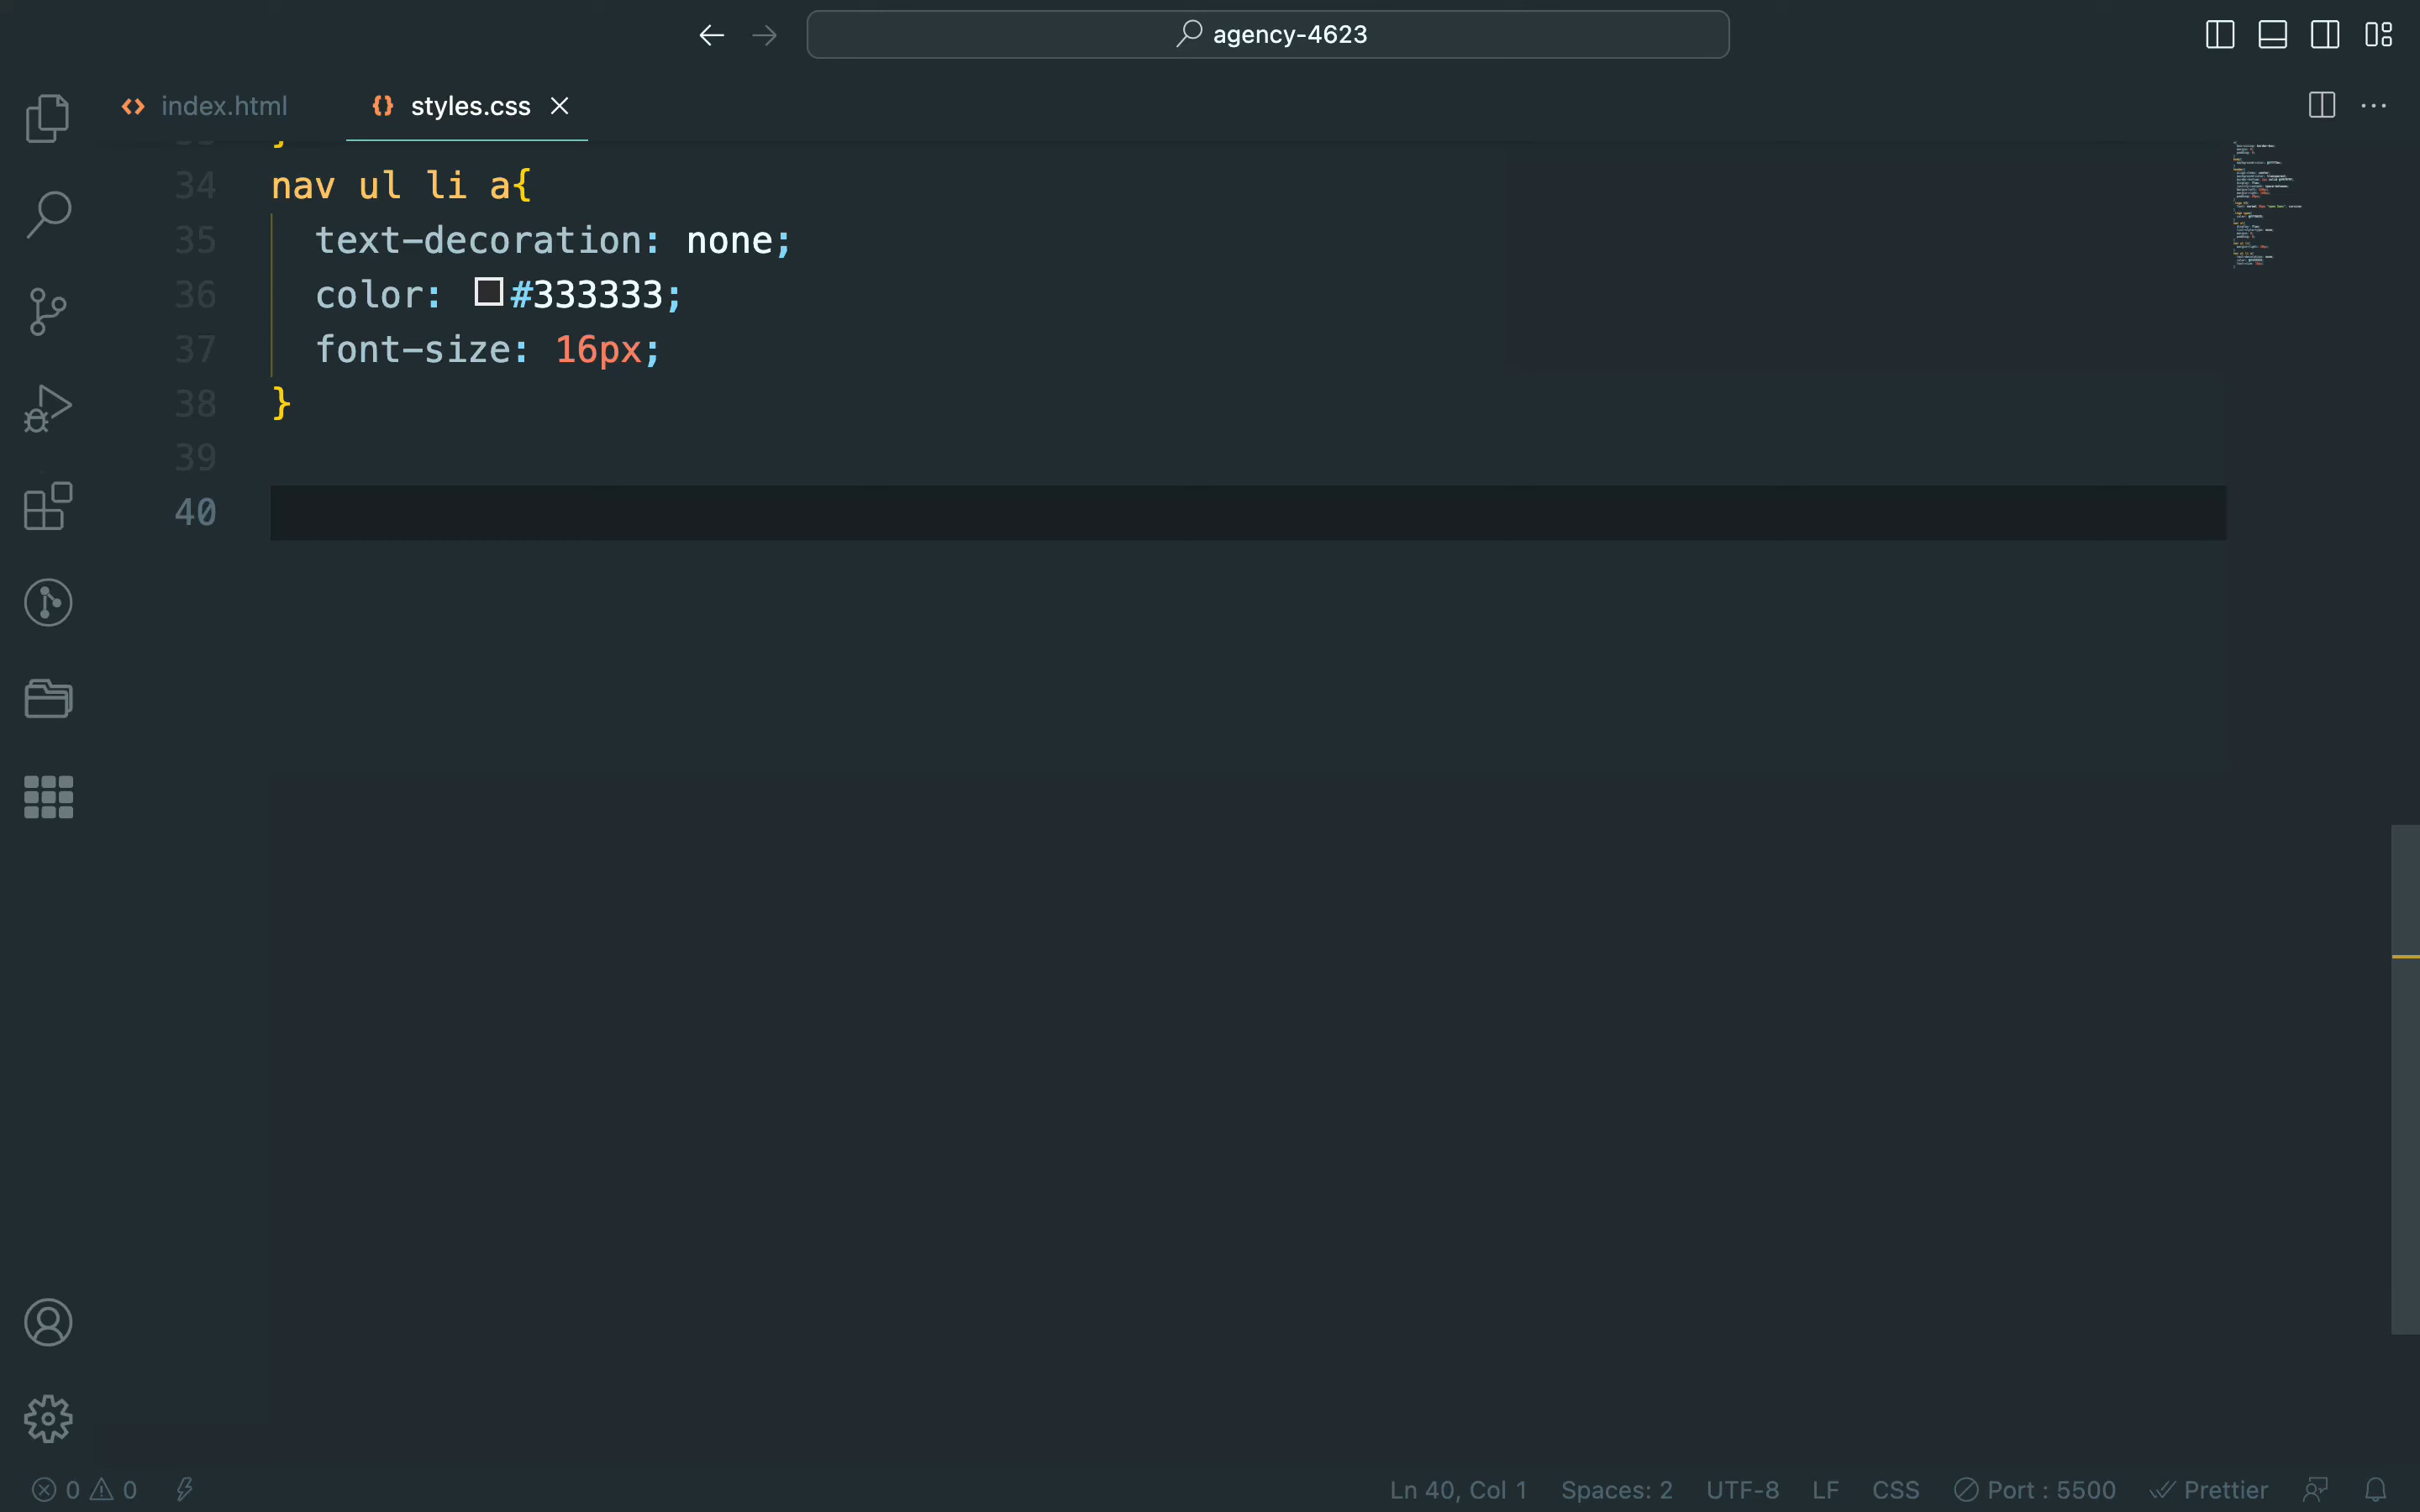 agency-4623
index.html
styles.css
34 nav ul li a{
35 text-decoration: none;
36 color: #333333;
37 font-size: 16px;
38 }
39
40
0 0
Ln 40, Col 1 Spaces: 2 UTF-8 LF CSS Port : 5500 Prettier